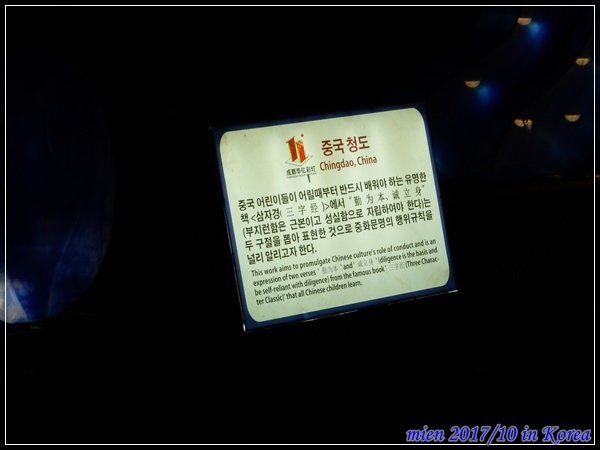 成都华亿彩灯
중국 청도
Chingdao, China
중국 어린이들이 어릴때부터 반드시 배워야 하는 유명한
책 <삼자경(三字经)>에서 "勤为本、诚立身"
(부지런함은 근본이고 성실함으로 자립하여야 한다)는
두 구절을 뽑아 표현한 것으로 중화문명의 행위규칙을
널리 알리고자 한다.
This work aims to promulgate Chinese culture's rule of conduct and is an
expression of two verses "勤为本" and "诚立身" (diligence is the basis and
be self-reliant with diligence) from the famous book '三字经 (Three Charac-
ter Classic)' that all Chinese children learn.
mien 2017/10 in Korea